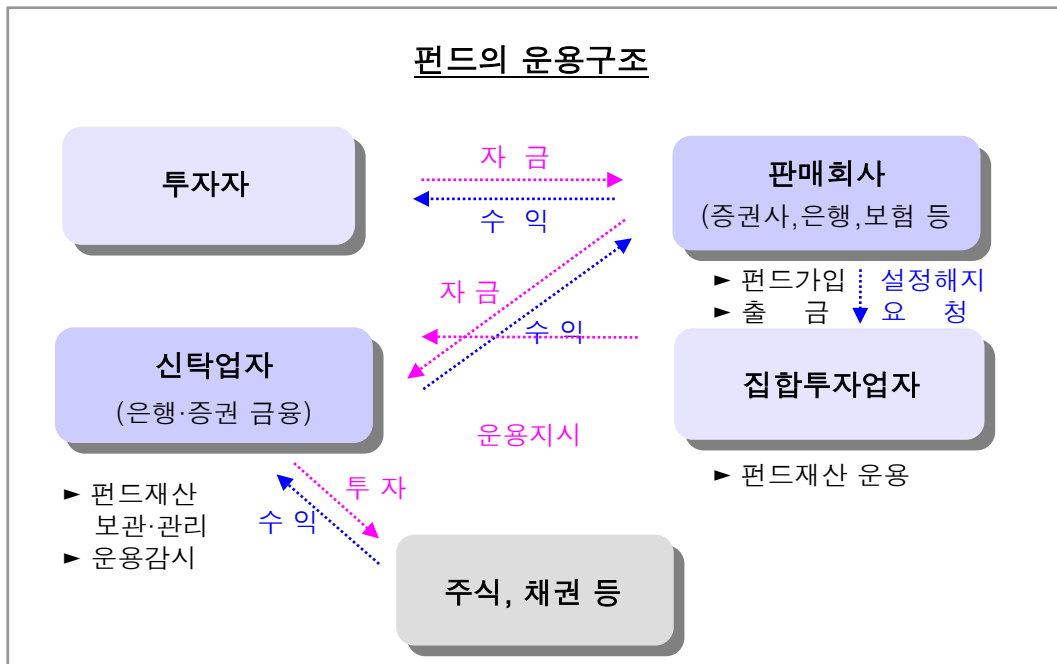 펀드의 운용구조
투자자
자 금
수 익
판매회사
(증권사,은행,보험 등
► 펀드가입
► 출 금
설정해지
요 청
자 금
수 익
신탁업자
(은행·증권 금융)
집합투자업자
운용지시
► 펀드재산 운용
► 펀드재산
보관·관리
► 운용감시
투 자
수 익
주식, 채권 등